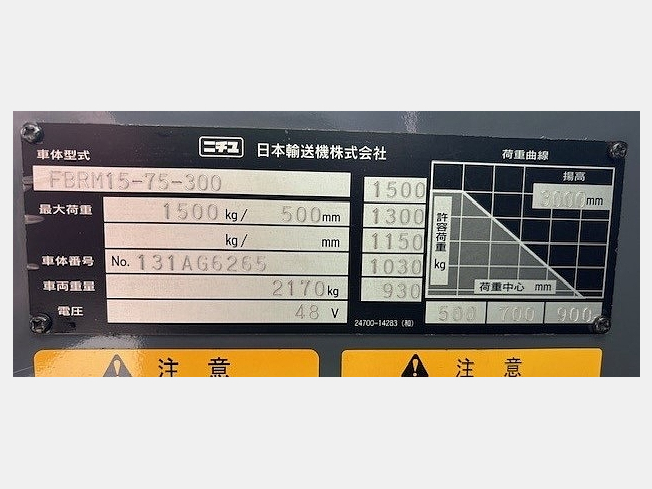 ニチユ 日本輸送機株式会社
車体型式 FBRM15-75-300
最大荷重 1500 kg/ 500mm
kg/ mm
車体番号 No. 131AG6265
車両重量 2170kg
電圧 48 V
1500
1300
1150
1030
930
24700-14283 (和)
荷重曲線
揚高
3000mm
許容荷重 kg
荷重中心 mm
500 700 900
注 意
注 意